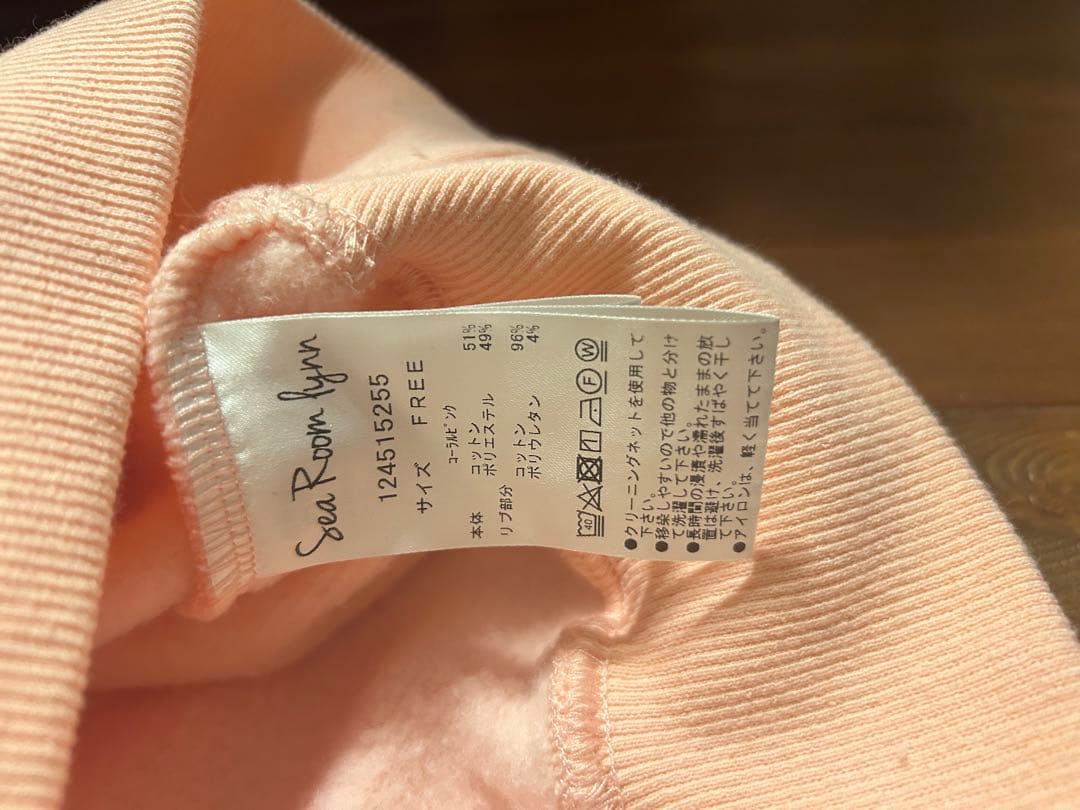 SeaRoomlynn
12451525​5
サイズ FREE
コーラルピンク
本体 コットン 51%
ポリエステル 49%
リブ部分 コットン 96%
ポリウレタン 4%
40 F W
●クリーニングネットを使用して
下さい。
●移染しやすいので他の物と分け
て洗濯して下さい。
●長時間の浸漬や濡れたままの放
置は避け、洗濯後すばやく干し
て下さい。
●アイロンは、軽く当てて下さい。